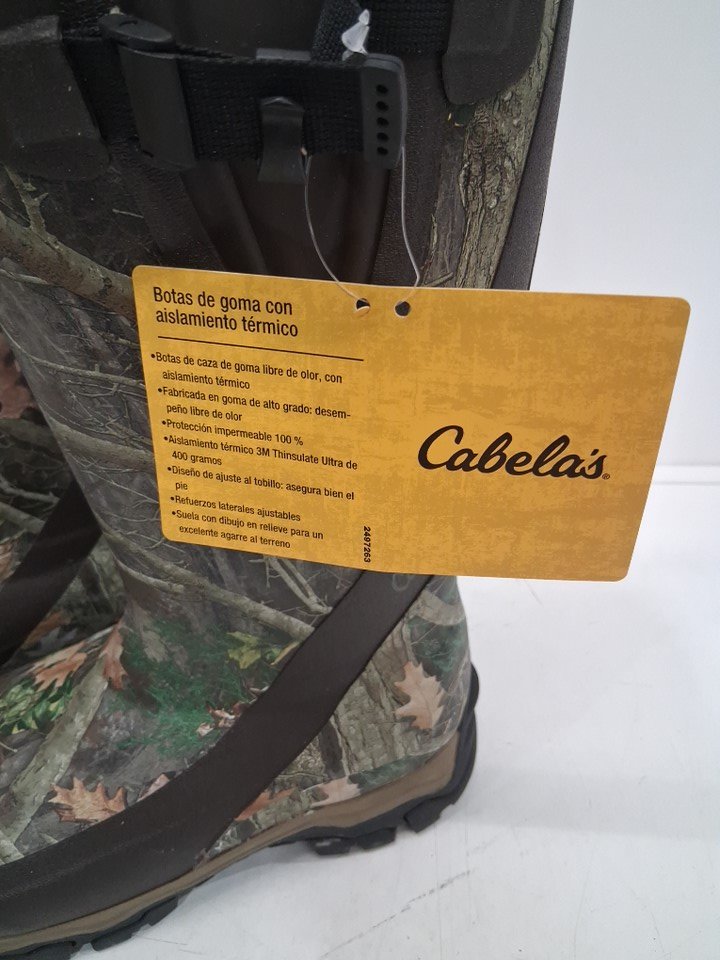 Botas de goma con
aislamiento térmico
•Botas de caza de goma libre de olor, con
aislamiento térmico
•Fabricada en goma de alto grado: desem-
peño libre de olor
•Protección impermeable 100 %
•Aislamiento térmico 3M Thinsulate Ultra de
400 gramos
•Diseño de ajuste al tobillo: asegura bien el
pie
•Refuerzos laterales ajustables
•Suela con dibujo en relieve para un
excelente agarre al terreno
2497263
Cabela's®